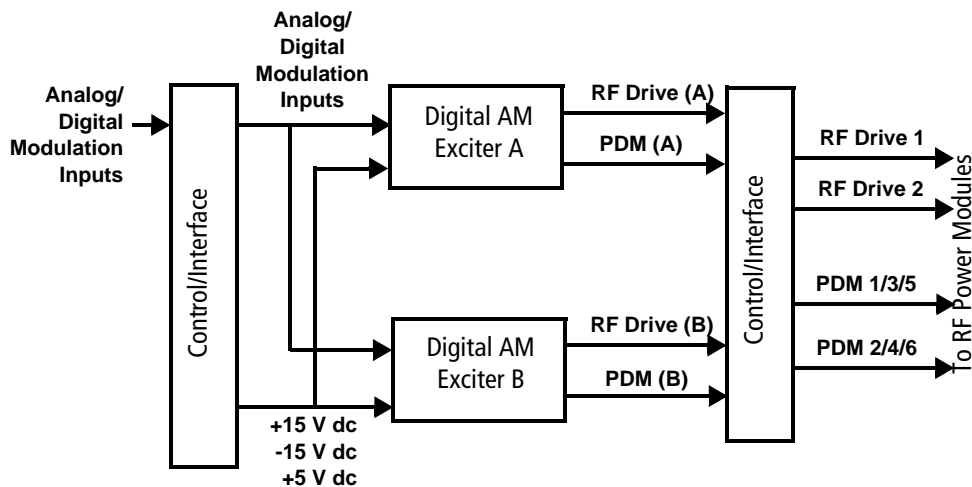 Analog/
Digital
Modulation
Inputs
Control/Interface
Analog/
Digital
Modulation
Inputs
Digital AM
Exciter A
RF Drive (A)
PDM (A)
Digital AM
Exciter B
RF Drive (B)
PDM (B)
+15 V dc
-15 V dc
+5 V dc
Control/Interface
RF Drive 1
RF Drive 2
PDM 1/3/5
PDM 2/4/6
To RF Power Modules